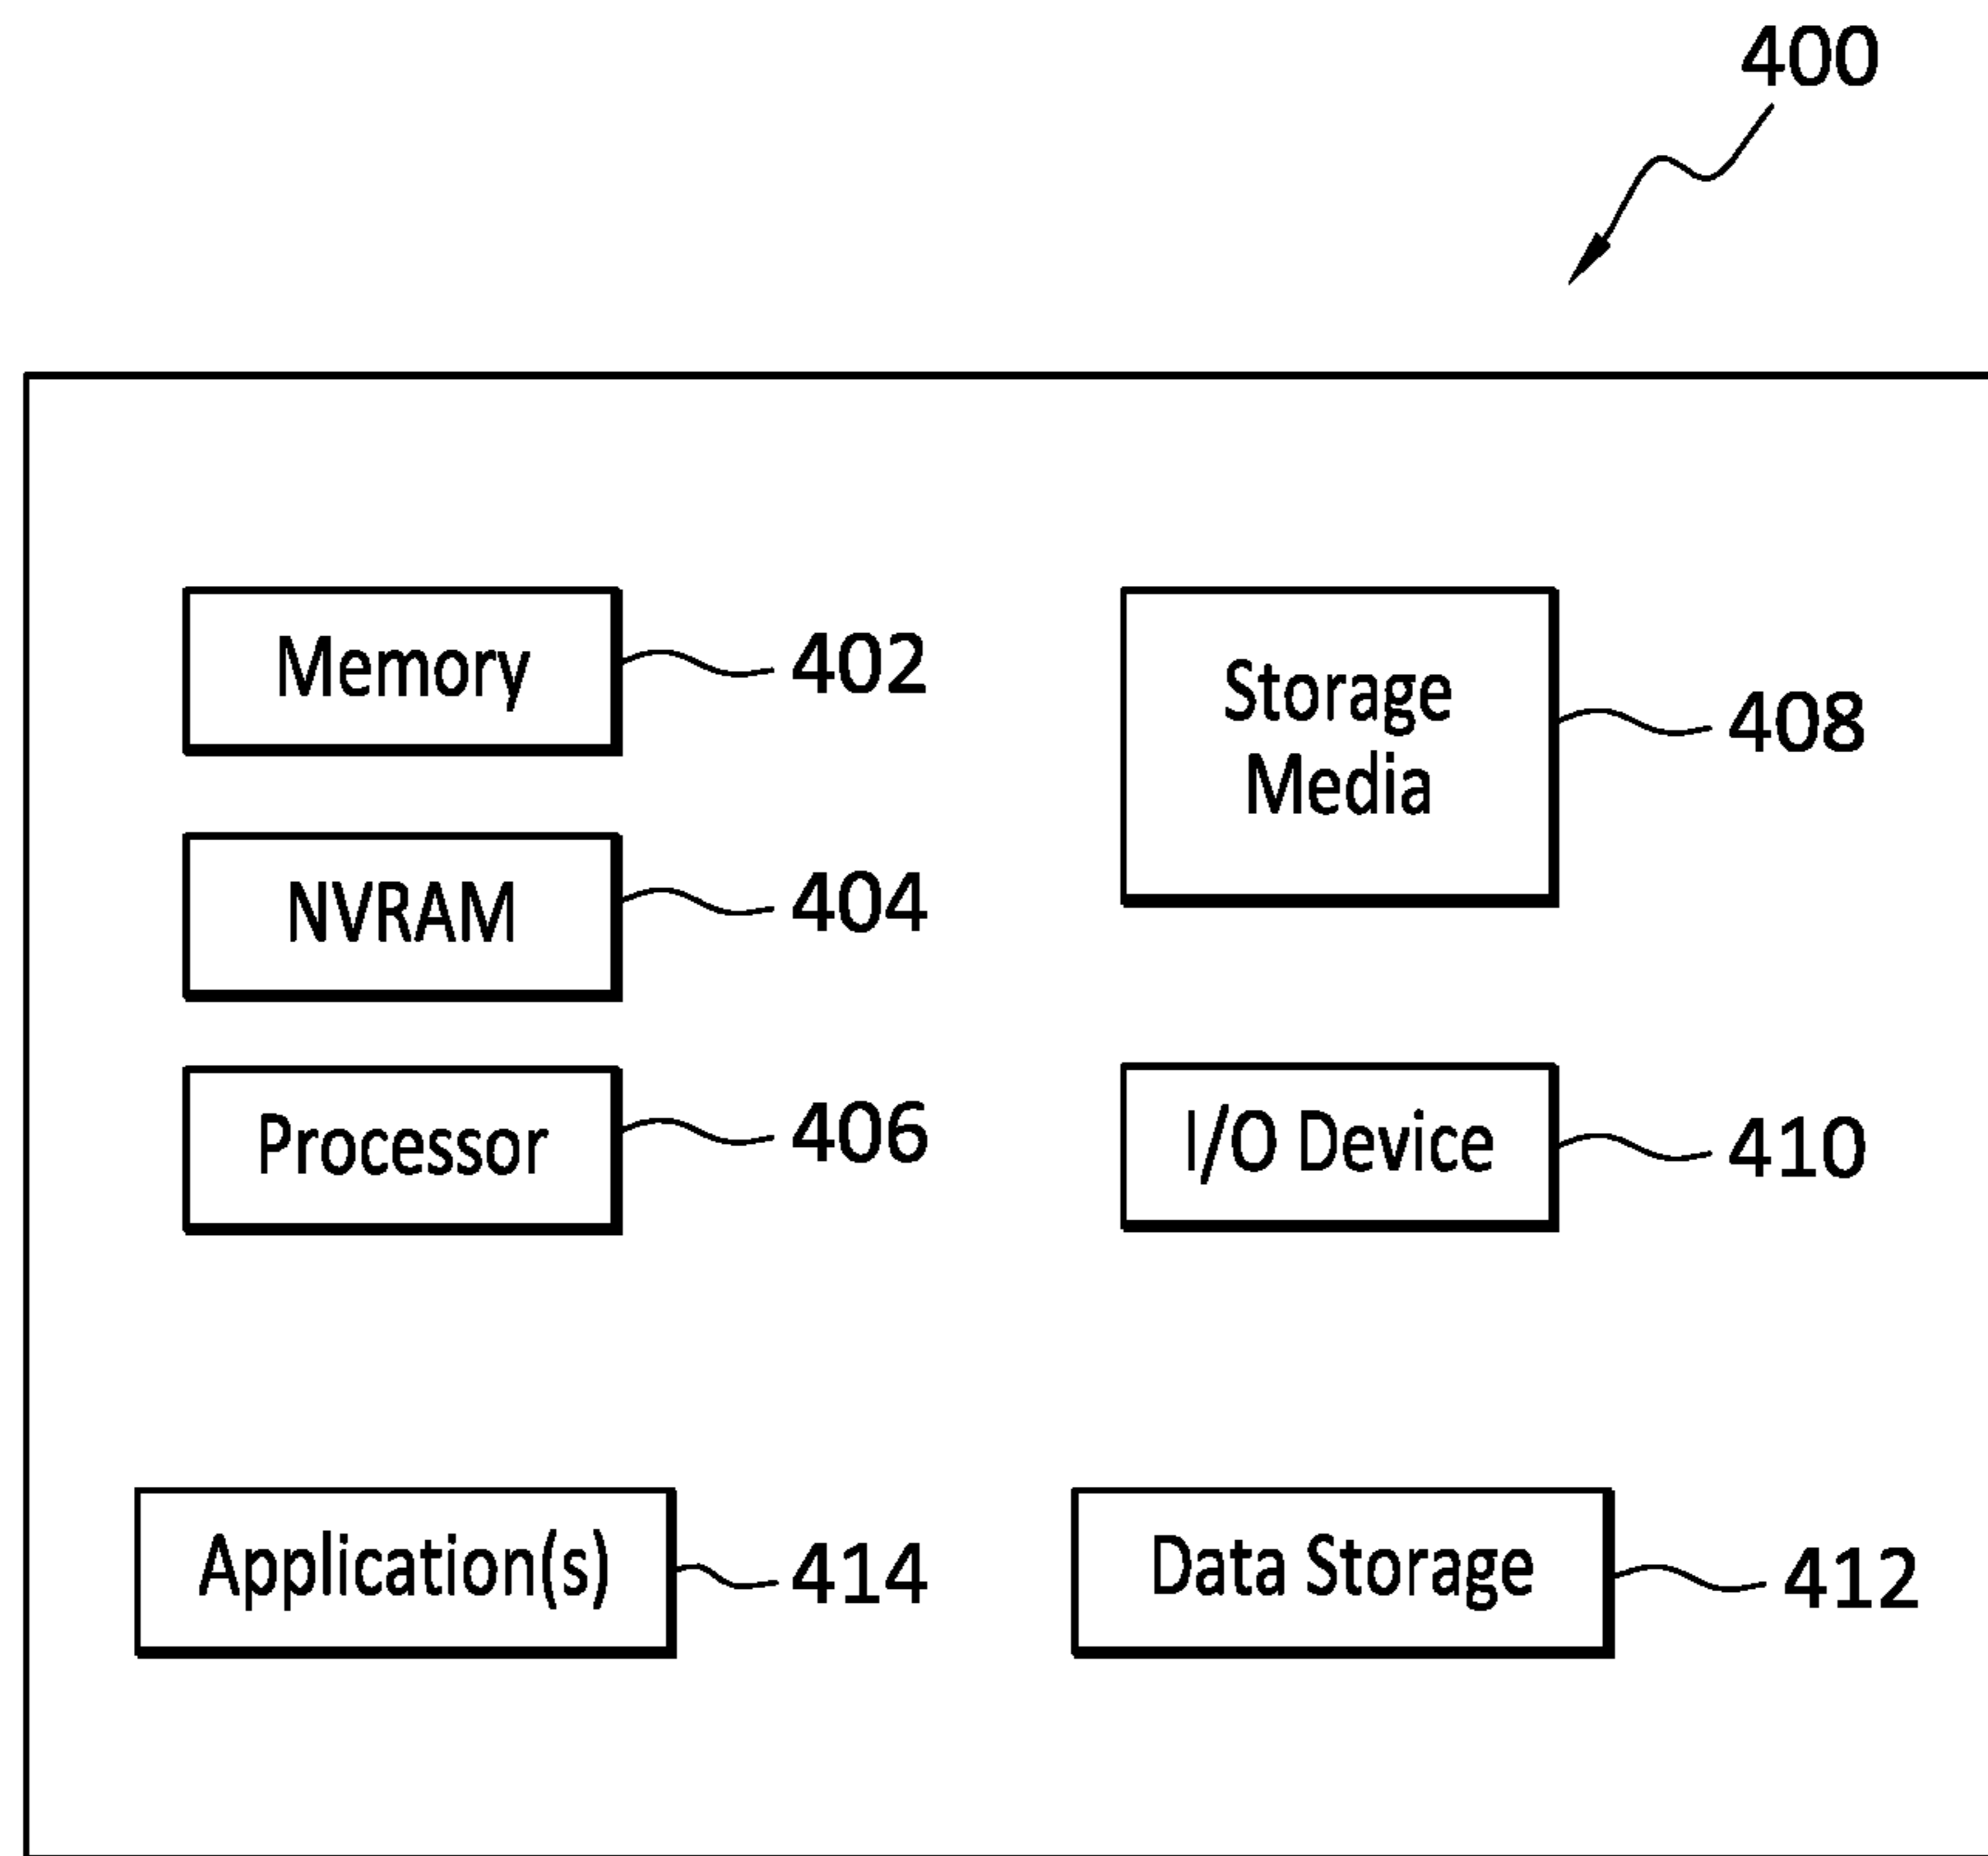 400
Memory
402
NVRAM
404
Processor
406
Storage
Media
408
I/O Device
410
Application(s)
414
Data Storage
412